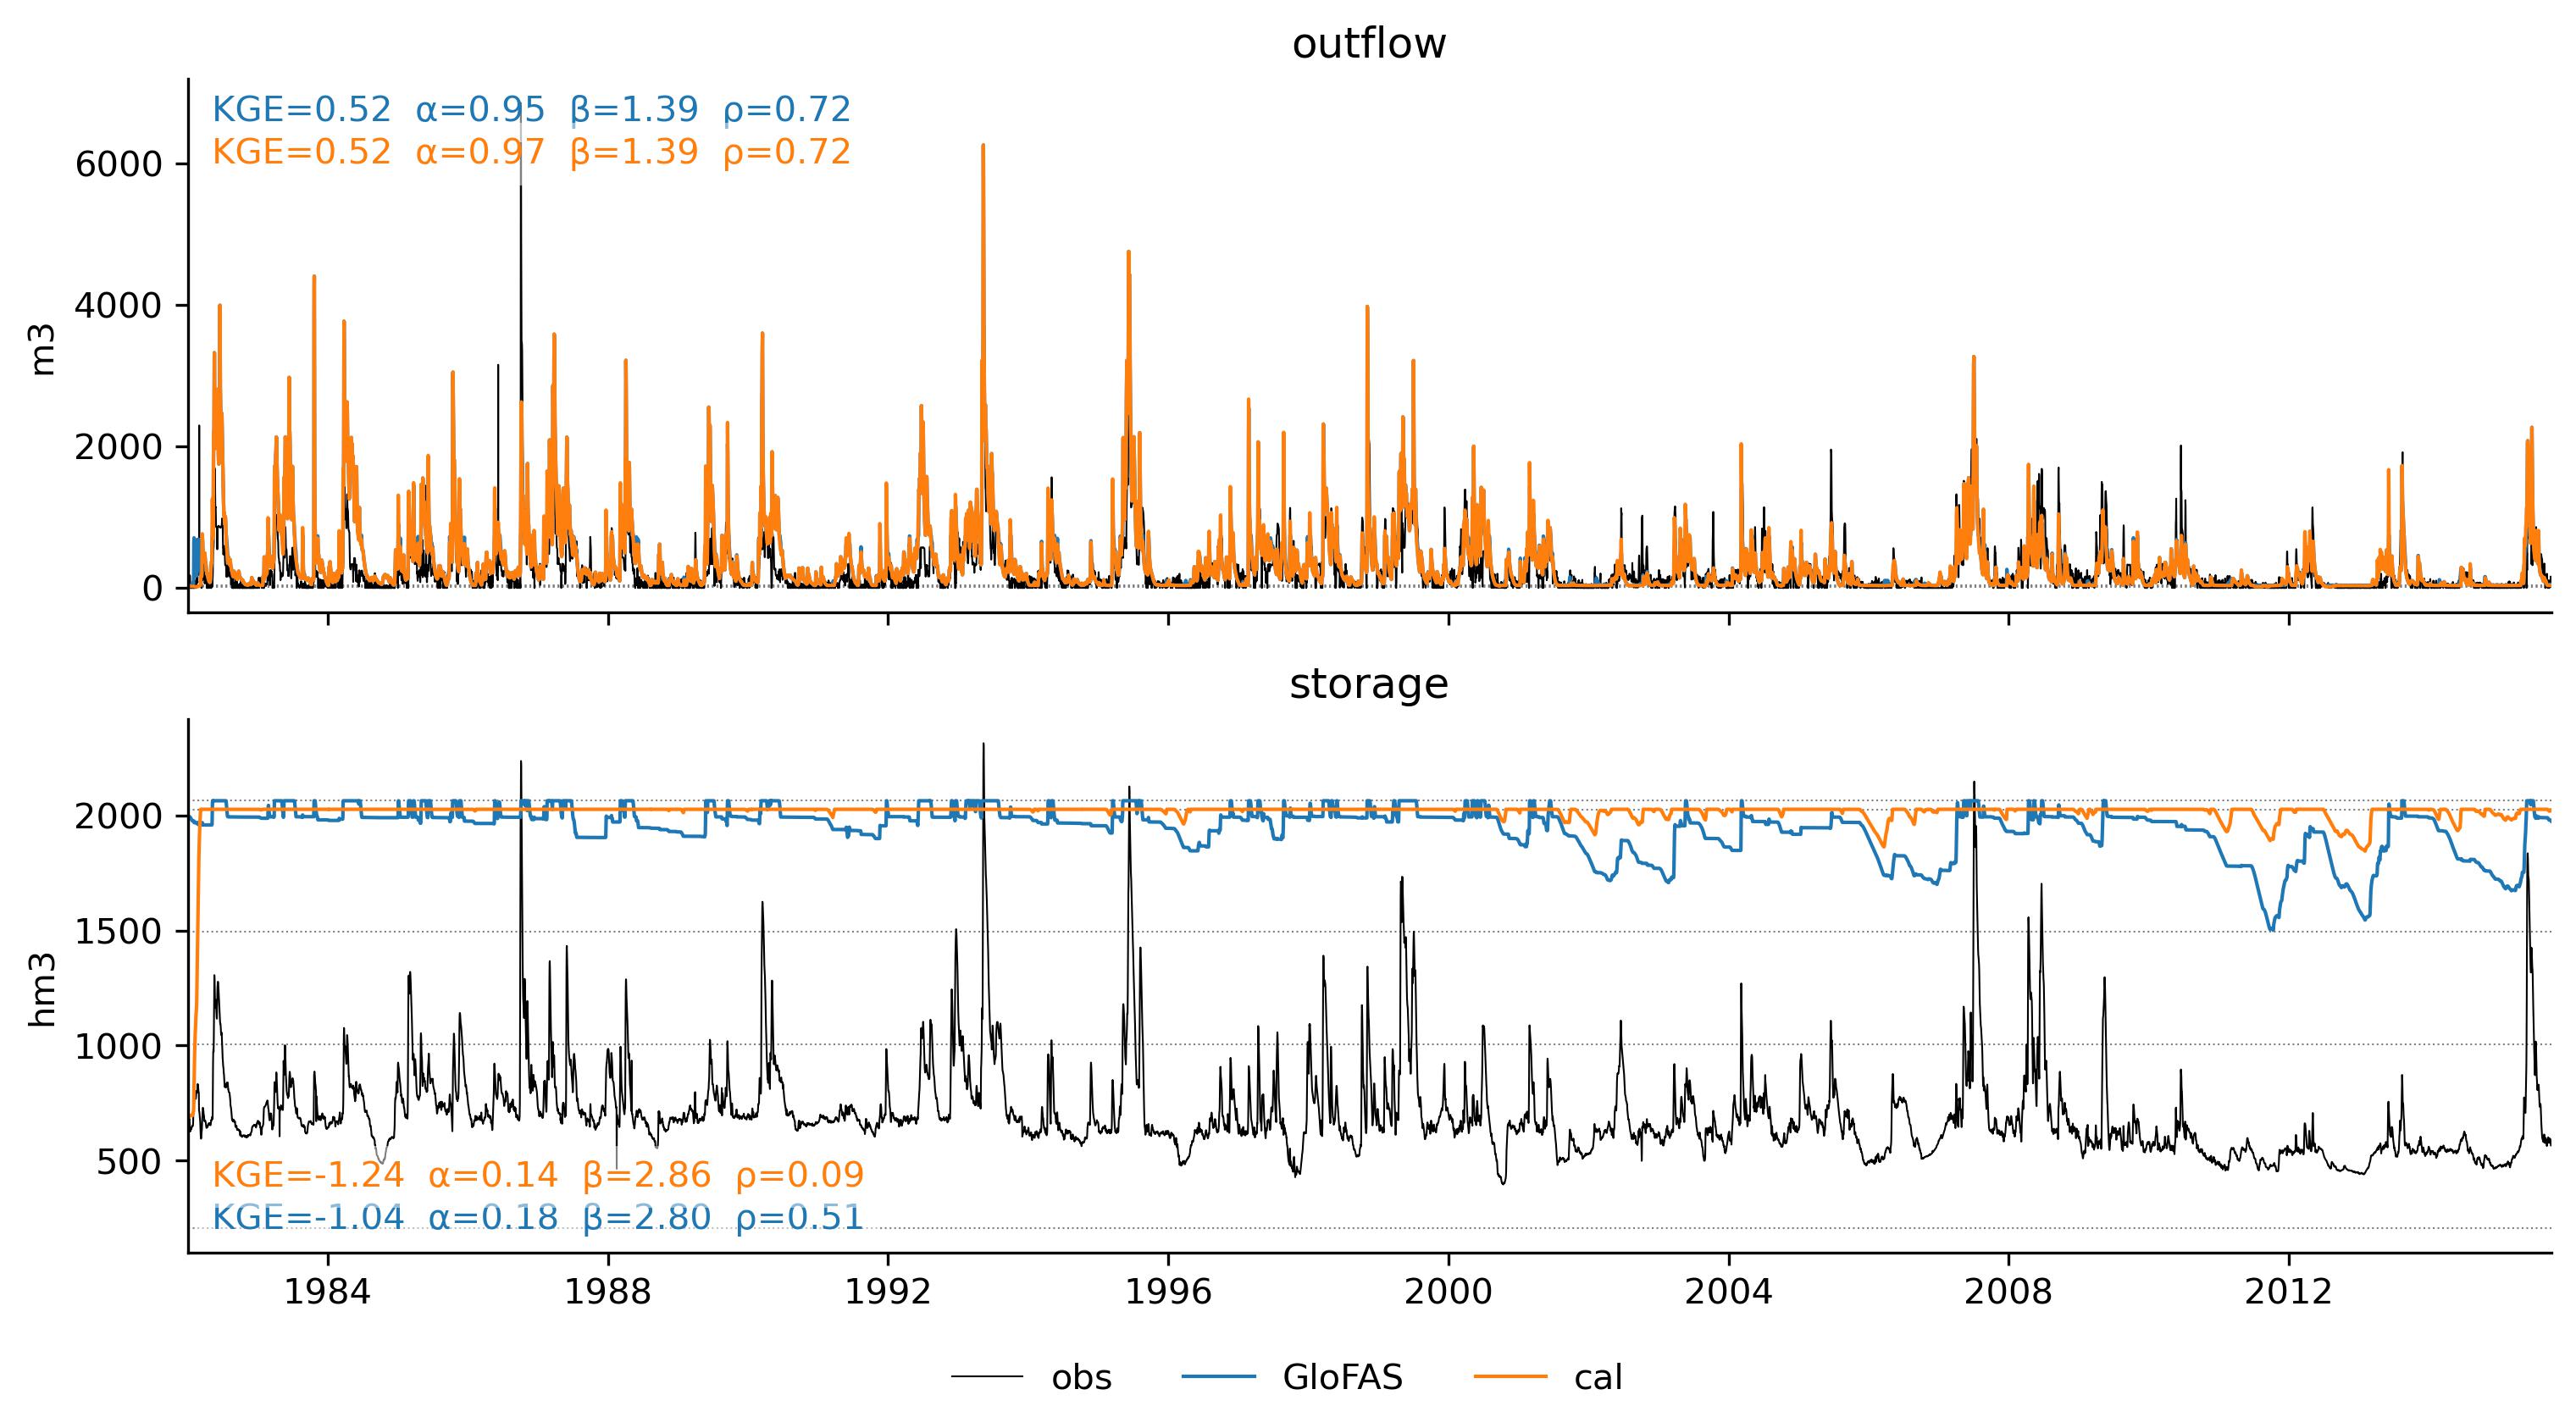 outflow
KGE=0.52 α=0.95 β=1.39 ρ=0.72
KGE=0.52 α=0.97 β=1.39 ρ=0.72
6000
4000
2000
0
m3
storage
2000
1500
1000
500
hm3
KGE=-1.24 α=0.14 β=2.86 ρ=0.09
KGE=-1.04 α=0.18 β=2.80 ρ=0.51
1984 1988 1992 1996 2000 2004 2008 2012
obs GloFAS cal